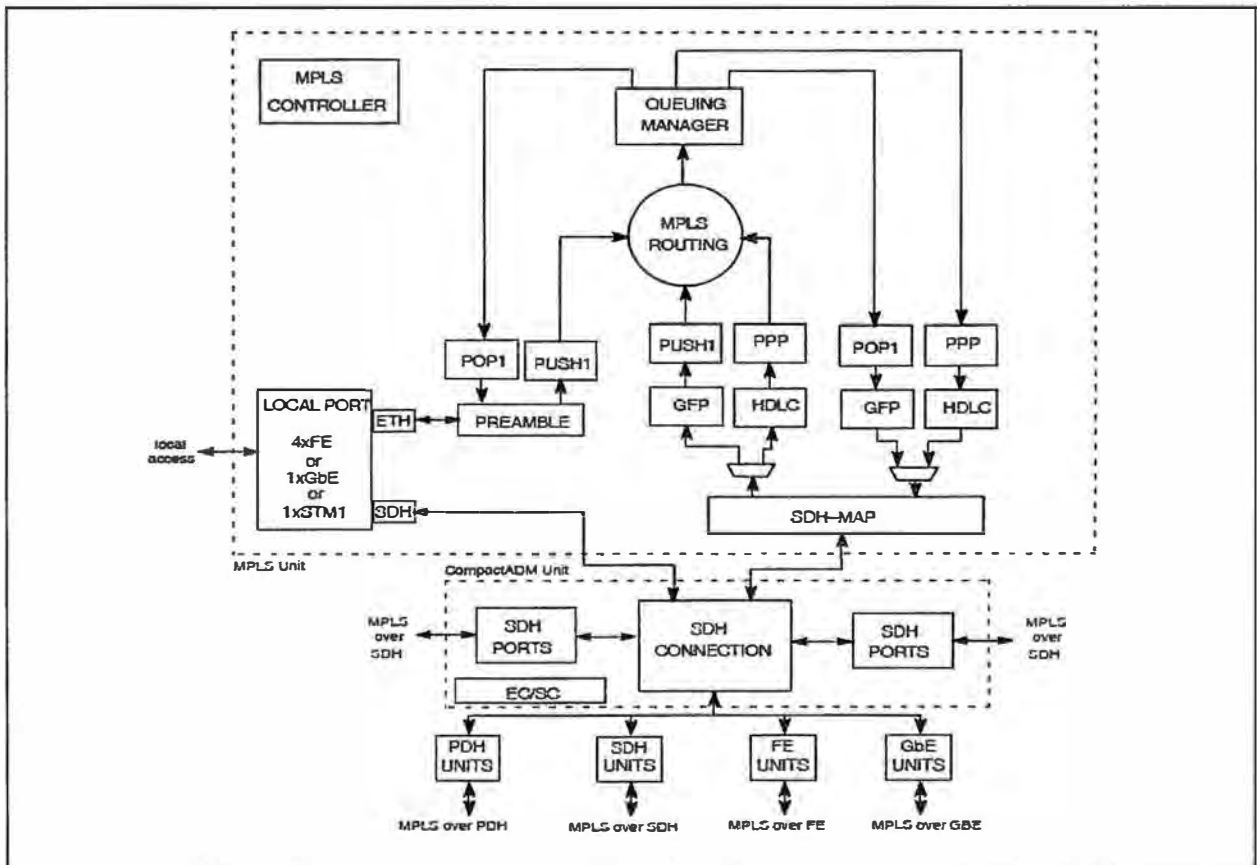 MPLS
CONTROLLER
QUEUING
MANAGER
MPLS
ROUTING
POP1
PUSH1
PUSH1
PPP
POP1
PPP
LOCAL PORT
4xFE
or
1xGbE
or
1xSTM1
ETH
SDH
PREAMBLE
GFP
HDLC
GFP
HDLC
local
access
SDH-MAP
MPLS Unit
CompactADM Unit
MPLS
over
SDH
SDH
PORTS
SDH
CONNECTION
SDH
PORTS
MPLS
over
SDH
EC/SC
PDH
UNITS
SDH
UNITS
FE
UNITS
GbE
UNITS
MPLS over PDH
MPLS over SDH
MPLS over FE
MPLS over GBE